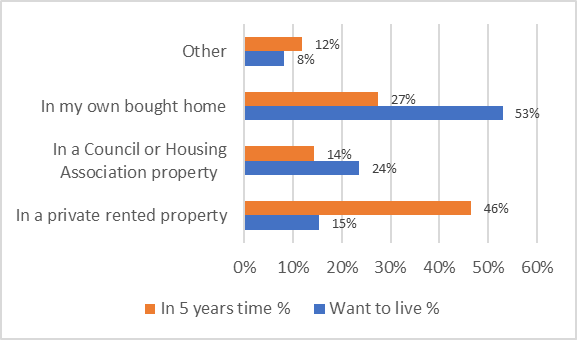 Other
12%
8%
In my own bought home
27%
53%
In a Council or Housing
Association property
14%
24%
In a private rented property
46%
15%
0% 10% 20% 30% 40% 50% 60%
In 5 years time % Want to live %